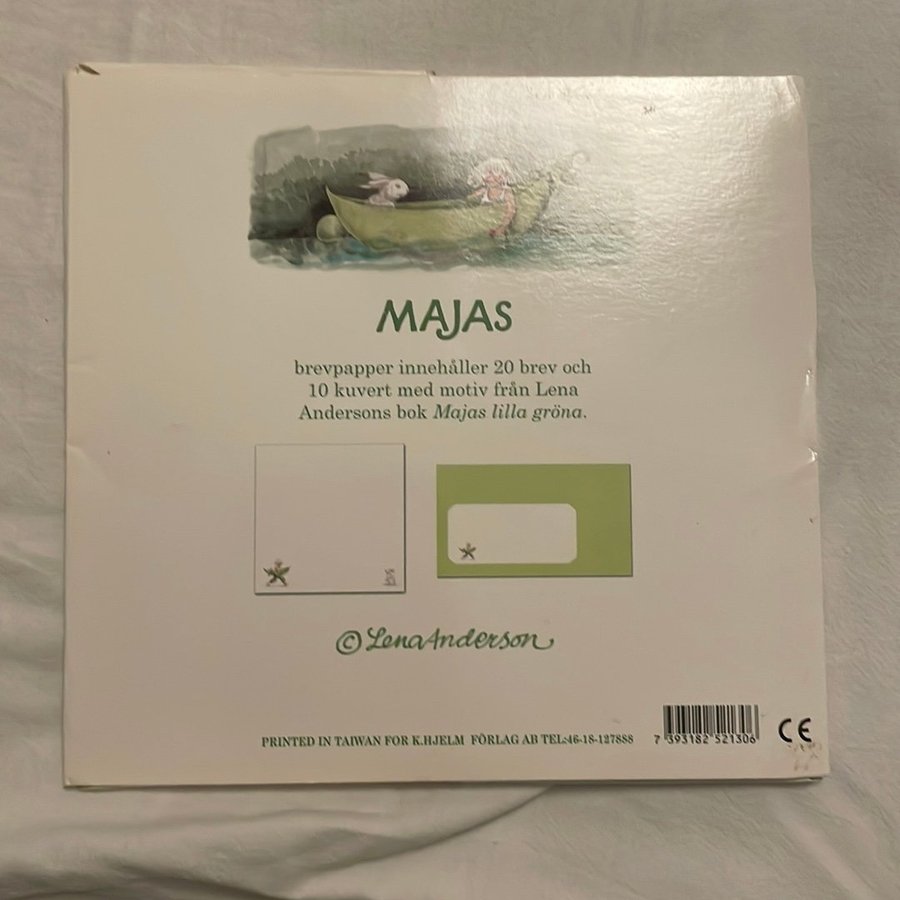 MAJAS
brevpapper innehåller 20 brev och
10 kuvert med motiv från Lena
Andersons bok Majas lilla gröna.
© Lena Anderson
PRINTED IN TAIWAN FOR K.HJELM FÖRLAG AB TEL:46-18-127888
7 393182 521306
CE